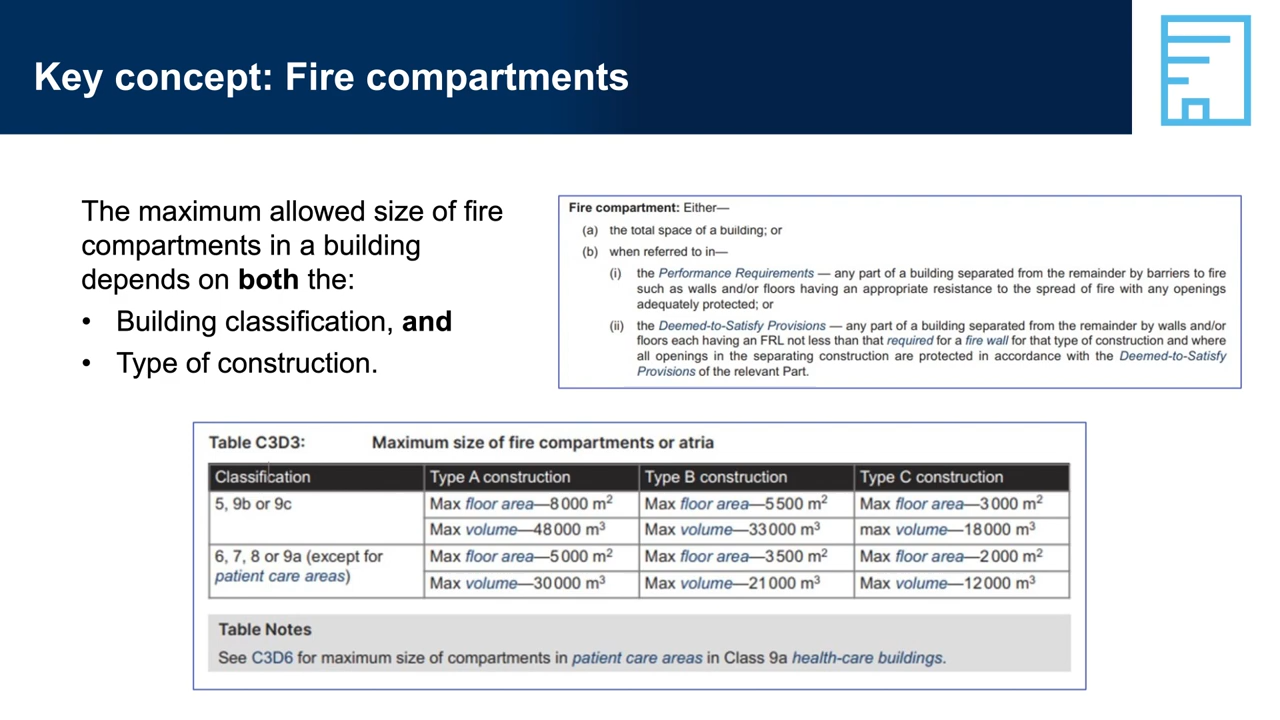 Key concept: Fire compartments
The maximum allowed size of fire
compartments in a building
depends on both the:
• Building classification, and
• Type of construction.
Fire compartment: Either—
(a) the total space of a building; or
(b) when referred to in—
(i) the Performance Requirements — any part of a building separated from the remainder by barriers to fire
such as walls and/or floors having an appropriate resistance to the spread of fire with any openings
adequately protected; or
(ii) the Deemed-to-Satisfy Provisions — any part of a building separated from the remainder by walls and/or
floors each having an FRL not less than that required for a fire wall for that type of construction and where
all openings in the separating construction are protected in accordance with the Deemed-to-Satisfy
Provisions of the relevant Part.
Table C3D3: Maximum size of fire compartments or atria
Classification Type A construction Type B construction Type C construction
5, 9b or 9c Max floor area—8 000 m² Max floor area—5 500 m² Max floor area—3 000 m²
Max volume—48 000 m³ Max volume—33 000 m³ max volume—18 000 m³
6, 7, 8 or 9a (except for Max floor area—5 000 m² Max floor area—3 500 m² Max floor area—2 000 m²
patient care areas) Max volume—30 000 m³ Max volume—21 000 m³ Max volume—12 000 m³
Table Notes
See C3D6 for maximum size of compartments in patient care areas in Class 9a health-care buildings.